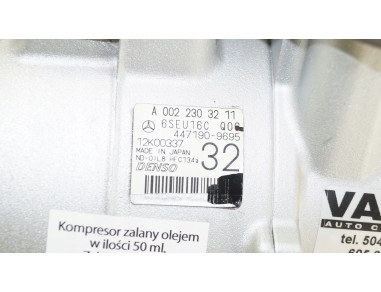 A 002 230 32 11
6SEU16C
447190-9695
12K00337
MADE IN JAPAN
ND-OIL8 HFC134a
32
DENSO
Kompresor zalany olejem
w ilości 50 ml.
VA
AUTO C
tel. 504